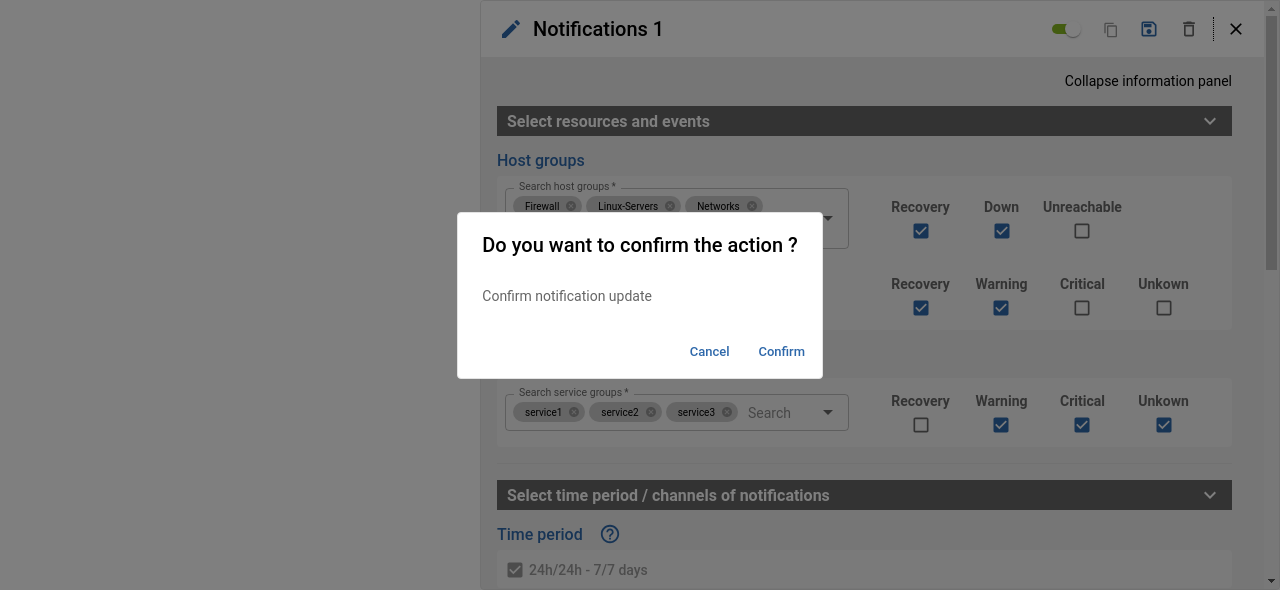 Notifications 1
Collapse information panel
Select resources and events
Host groups
Search host groups *
Firewall Linux-Servers Networks
Recovery Down Unreachable
Do you want to confirm the action ?
Confirm notification update
Cancel Confirm
Recovery Warning Critical Unkown
Search service groups *
service1 service2 service3 Search
Recovery Warning Critical Unkown
Select time period / channels of notifications
Time period ?
24h/24h - 7/7 days